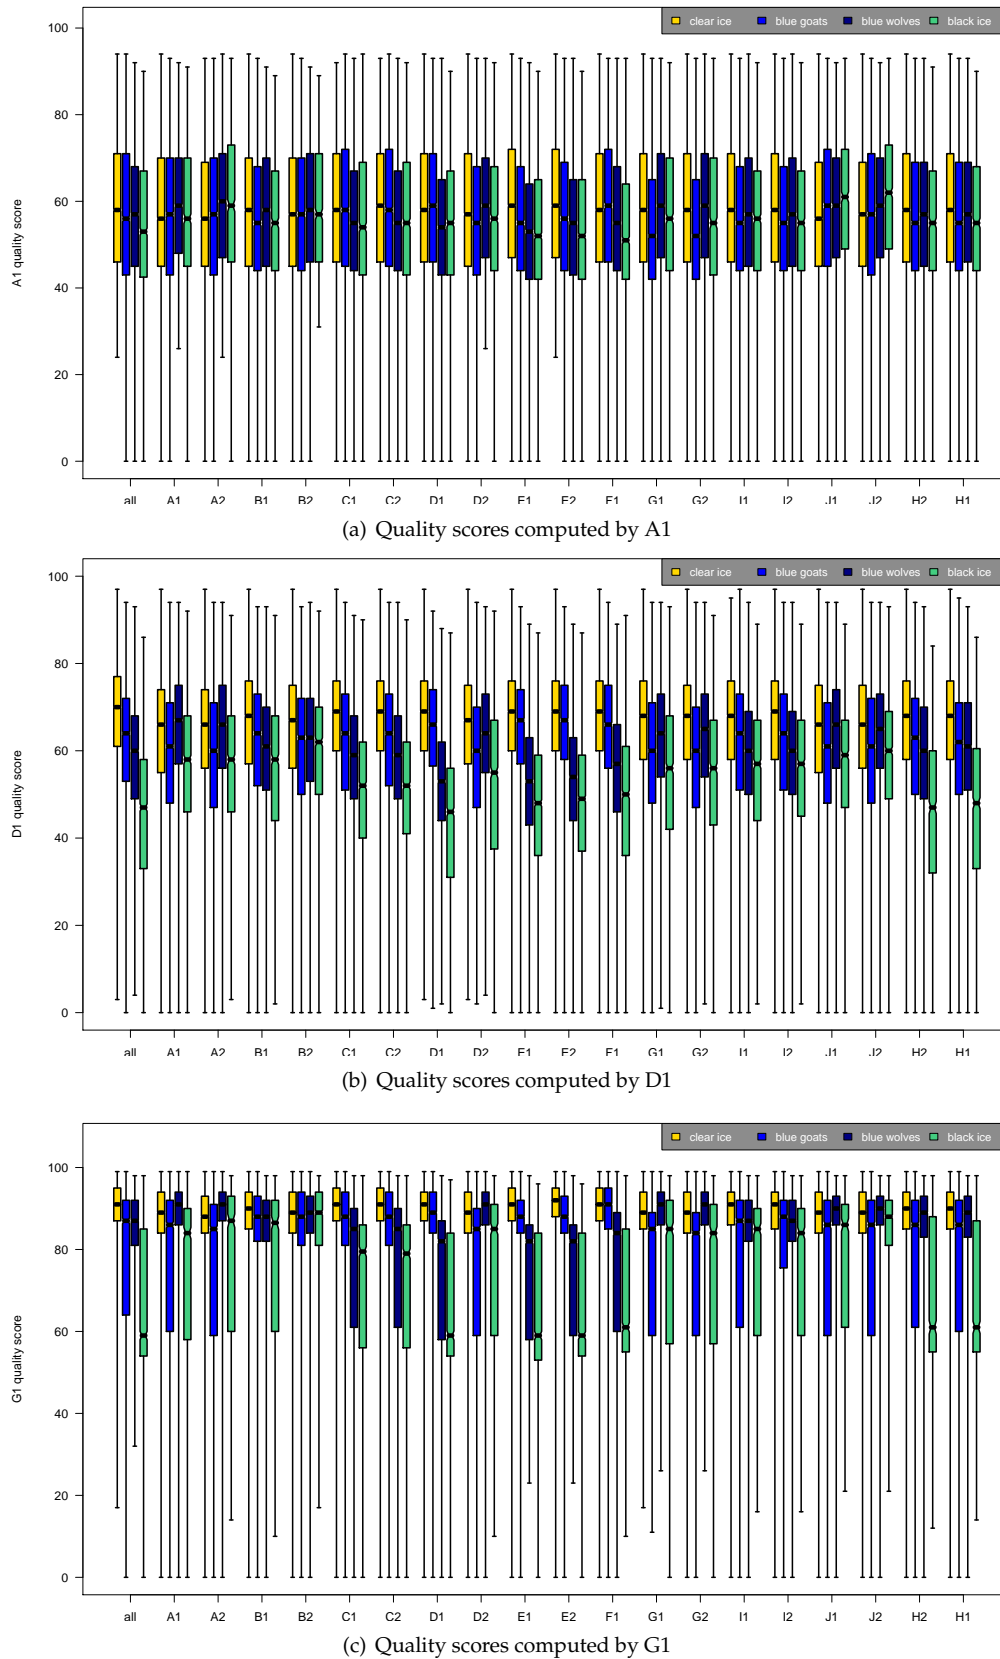 clear ice blue goats blue wolves black ice
100
80
60
40
20
0
A1 quality score
all A1 A2 B1 B2 C1 C2 D1 D2 E1 E2 F1 G1 G2 I1 I2 J1 J2 H2 H1
(a) Quality scores computed by A1
clear ice blue goats blue wolves black ice
100
80
60
40
20
0
D1 quality score
all A1 A2 B1 B2 C1 C2 D1 D2 E1 E2 F1 G1 G2 I1 I2 J1 J2 H2 H1
(b) Quality scores computed by D1
clear ice blue goats blue wolves black ice
100
80
60
40
20
0
G1 quality score
all A1 A2 B1 B2 C1 C2 D1 D2 E1 E2 F1 G1 G2 I1 I2 J1 J2 H2 H1
(c) Quality scores computed by G1